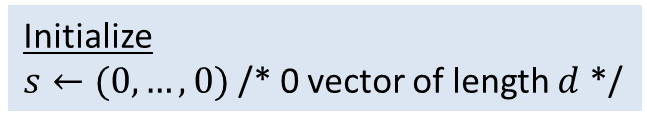 Initialize
s ← (0, ..., 0) /* 0 vector of length d */